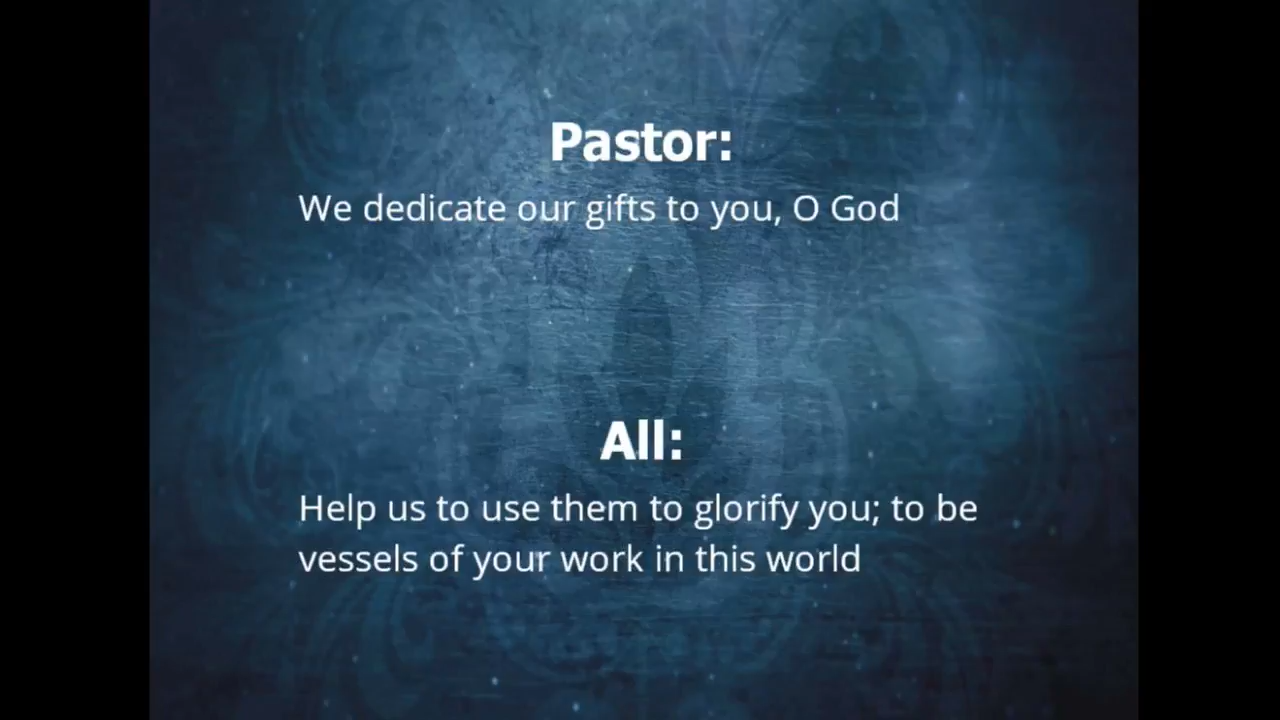 Pastor:
We dedicate our gifts to you, O God
All:
Help us to use them to glorify you; to be
vessels of your work in this world